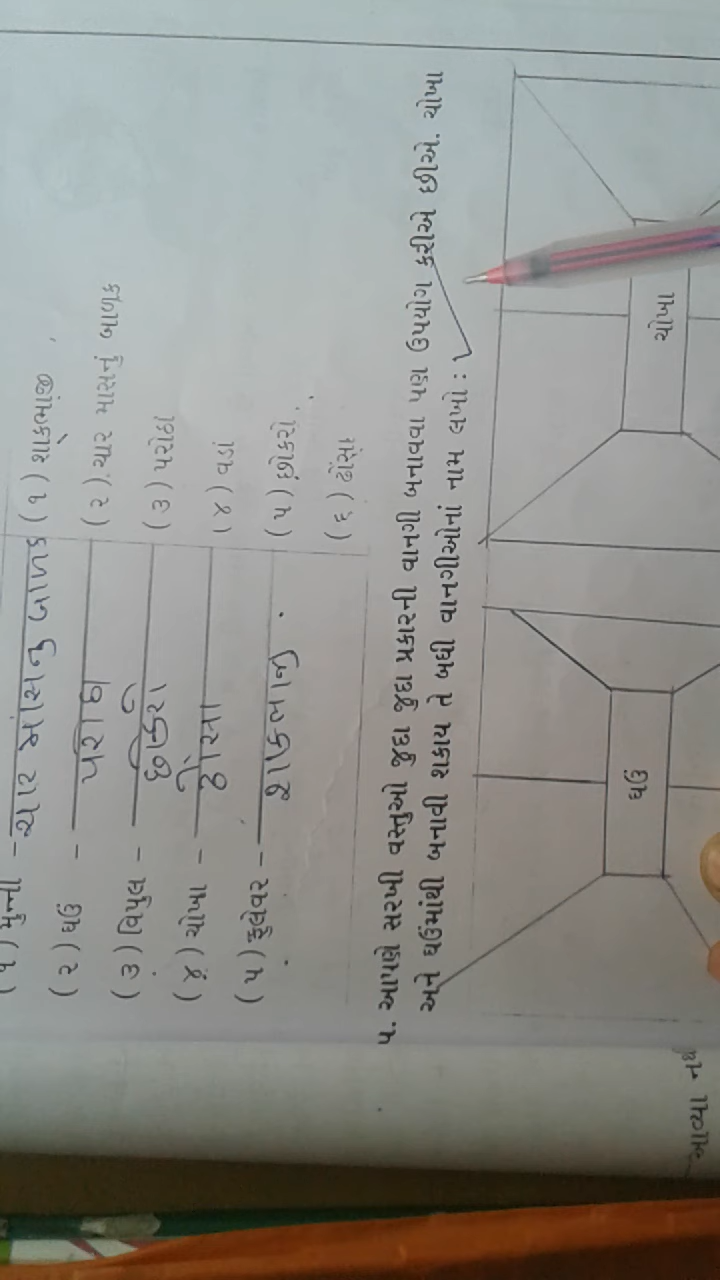 (૧) મુન્ની - ચાર માસનુ બાળક (૧) શાકભાજી
(૨) ઘઉં - પરાઠા (૨) ચાર માસનું બાળક
(૩) વિપુલ - છોકરો (૩) પરોઠા
(૪) ચોખા - ઢોંસા (૪) વડા
(૫) ફુલેવર - શાકભાજી. (૫) છોકરો
(૬) ઢોંસા
૫. આપણે સરખી વસ્તુઓ જુદા જુદા પ્રકારની વાનગી બનાવવા પણ ઉપયોગ કરીએ છીએ. ચોખા
અને ઘઉંમાંથી બનાવી શકાય તે બધી વાનગીઓનાં નામ લખો :
ઘઉં ચોખા